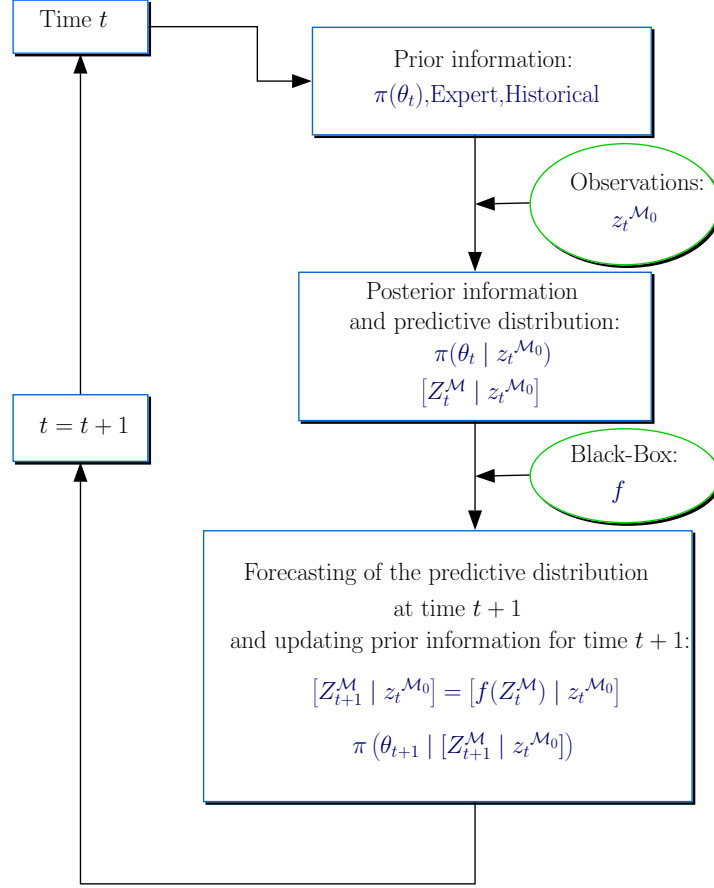 Time t
Prior information:
π(θ_t),Expert,Historical
Observations:
z_t^{ℳ_0}
Posterior information
and predictive distribution:
π(θ_t | z_t^{ℳ_0})
[Z_t^ℳ | z_t^{ℳ_0}]
t = t + 1
Black-Box:
f
Forecasting of the predictive distribution
at time t + 1
and updating prior information for time t + 1:
[Z_{t+1}^ℳ | z_t^{ℳ_0}] = [f(Z_t^ℳ) | z_t^{ℳ_0}]
π (θ_{t+1} | [Z_{t+1}^ℳ | z_t^{ℳ_0}])